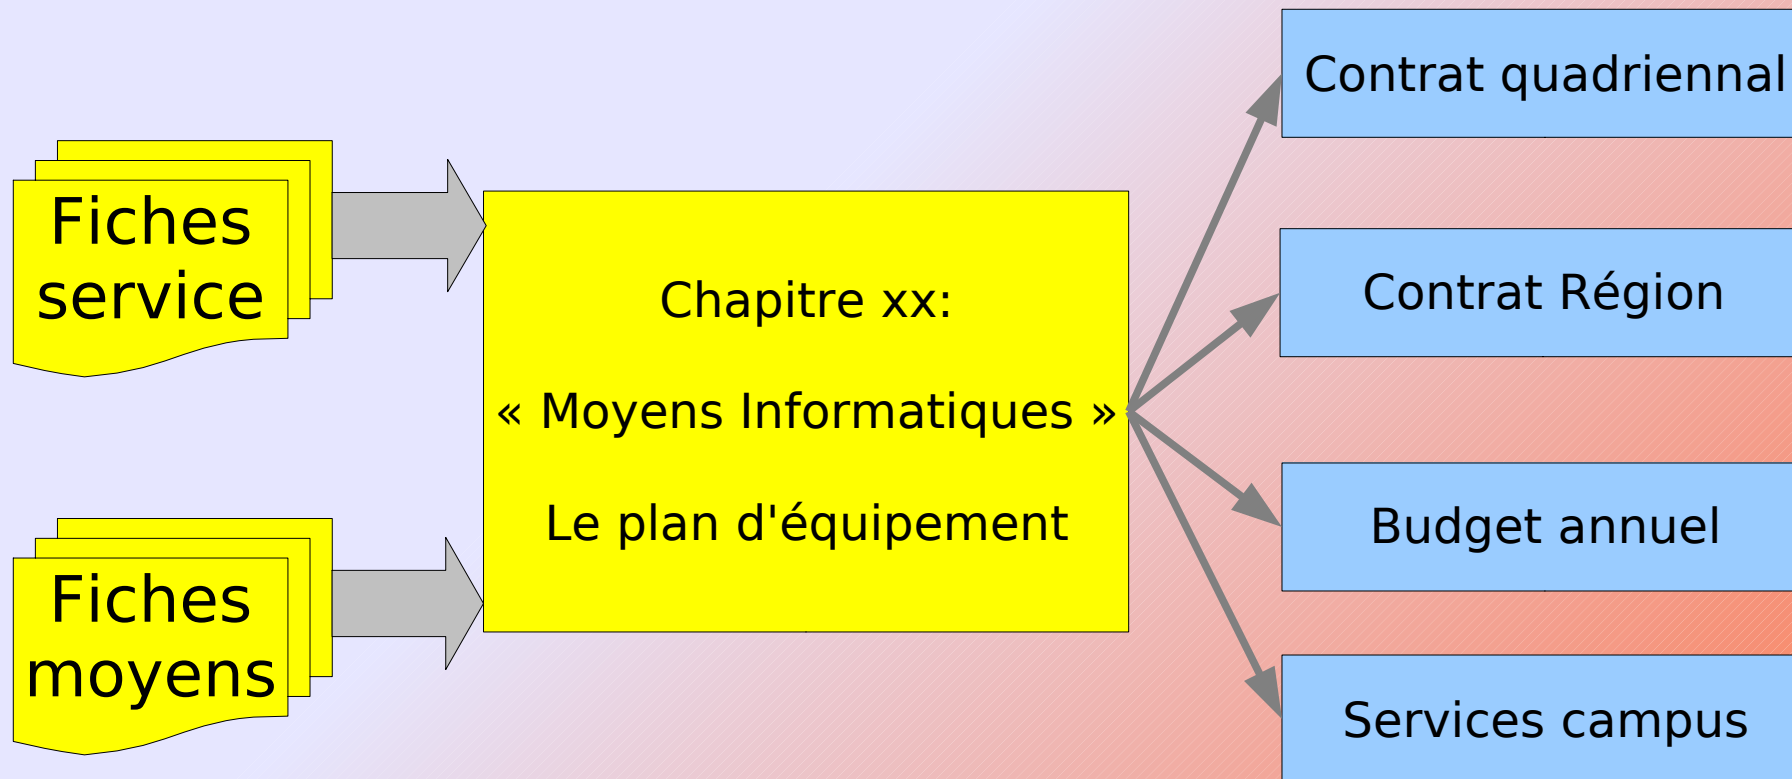 Fiches
service
Fiches
moyens
Chapitre xx:
« Moyens Informatiques »
Le plan d'équipement
Contrat quadriennal
Contrat Région
Budget annuel
Services campus